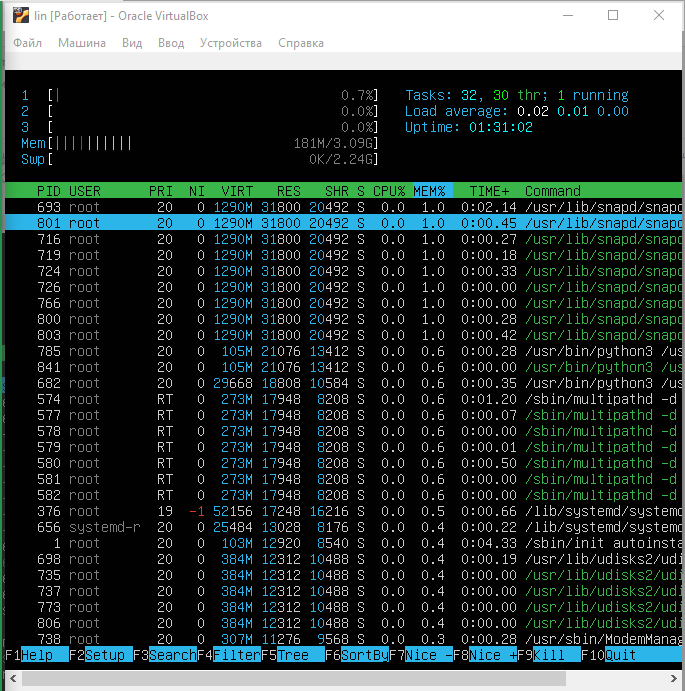 lin [Работает] - Oracle VirtualBox
Файл Машина Вид Ввод Устройства Справка
1 [| 0.7%] Tasks: 32, 30 thr; 1 running
2 [ 0.0%] Load average: 0.02 0.01 0.00
3 [ 0.0%] Uptime: 01:31:02
Mem[|||||||||| 181M/3.09G]
Swp[ 0K/2.24G]
PID USER PRI NI VIRT RES SHR S CPU% MEM% TIME+ Command
693 root 20 0 1290M 31800 20492 S 0.0 1.0 0:02.14 /usr/lib/snapd/snapd
801 root 20 0 1290M 31800 20492 S 0.0 1.0 0:00.45 /usr/lib/snapd/snapd
716 root 20 0 1290M 31800 20492 S 0.0 1.0 0:00.27 /usr/lib/snapd/snapd
719 root 20 0 1290M 31800 20492 S 0.0 1.0 0:00.18 /usr/lib/snapd/snapd
724 root 20 0 1290M 31800 20492 S 0.0 1.0 0:00.33 /usr/lib/snapd/snapd
726 root 20 0 1290M 31800 20492 S 0.0 1.0 0:00.00 /usr/lib/snapd/snapd
766 root 20 0 1290M 31800 20492 S 0.0 1.0 0:00.00 /usr/lib/snapd/snapd
800 root 20 0 1290M 31800 20492 S 0.0 1.0 0:00.28 /usr/lib/snapd/snapd
803 root 20 0 1290M 31800 20492 S 0.0 1.0 0:00.42 /usr/lib/snapd/snapd
785 root 20 0 105M 21076 13412 S 0.0 0.6 0:00.28 /usr/bin/python3 /us
841 root 20 0 105M 21076 13412 S 0.0 0.6 0:00.00 /usr/bin/python3 /us
682 root 20 0 29668 18808 10584 S 0.0 0.6 0:00.35 /usr/bin/python3 /us
574 root RT 0 273M 17948 8208 S 0.0 0.6 0:01.20 /sbin/multipathd -d
577 root RT 0 273M 17948 8208 S 0.0 0.6 0:00.07 /sbin/multipathd -d
578 root RT 0 273M 17948 8208 S 0.0 0.6 0:00.00 /sbin/multipathd -d
579 root RT 0 273M 17948 8208 S 0.0 0.6 0:00.01 /sbin/multipathd -d
580 root RT 0 273M 17948 8208 S 0.0 0.6 0:00.50 /sbin/multipathd -d
581 root RT 0 273M 17948 8208 S 0.0 0.6 0:00.00 /sbin/multipathd -d
582 root RT 0 273M 17948 8208 S 0.0 0.6 0:00.00 /sbin/multipathd -d
376 root 19 -1 52156 17248 16216 S 0.0 0.5 0:00.66 /lib/systemd/systemd
656 systemd-r 20 0 25484 13028 8176 S 0.0 0.4 0:00.22 /lib/systemd/systemd
1 root 20 0 103M 12920 8540 S 0.0 0.4 0:04.33 /sbin/init autoinsta
698 root 20 0 384M 12312 10488 S 0.0 0.4 0:00.19 /usr/lib/udisks2/udi
735 root 20 0 384M 12312 10488 S 0.0 0.4 0:00.00 /usr/lib/udisks2/udi
737 root 20 0 384M 12312 10488 S 0.0 0.4 0:00.00 /usr/lib/udisks2/udi
773 root 20 0 384M 12312 10488 S 0.0 0.4 0:00.00 /usr/lib/udisks2/udi
806 root 20 0 384M 12312 10488 S 0.0 0.4 0:00.00 /usr/lib/udisks2/udi
738 root 20 0 307M 11276 9568 S 0.0 0.3 0:00.28 /usr/sbin/ModemManag
F1Help F2Setup F3SearchF4FilterF5Tree F6SortByF7Nice -F8Nice +F9Kill F10Quit